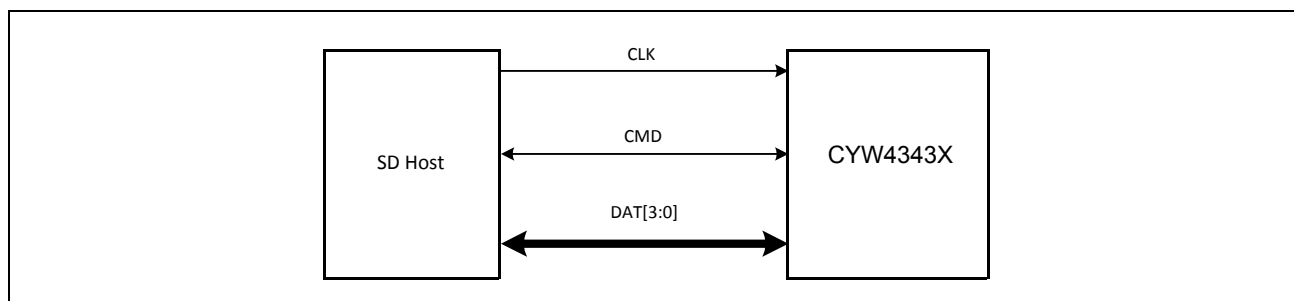 CLK
CMD
SD Host
CYW4343X
DAT[3:0]